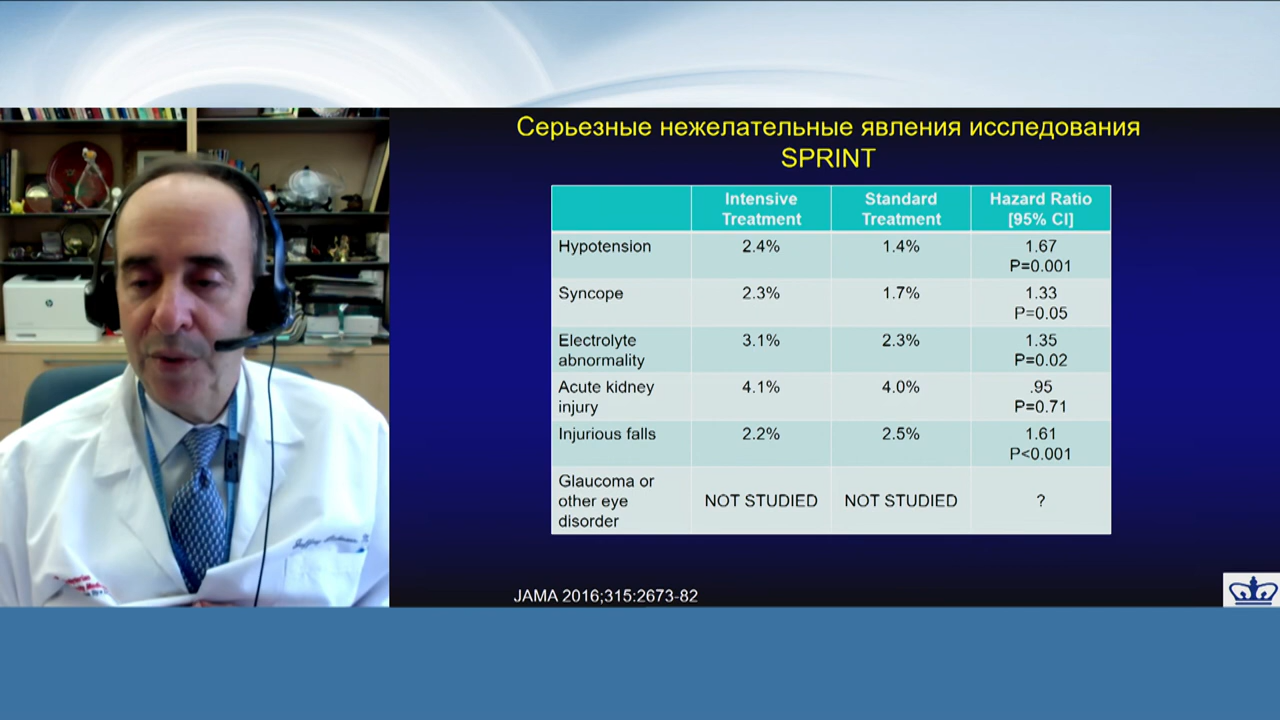 Серьезные нежелательные явления исследования
SPRINT
Intensive Treatment Standard Treatment Hazard Ratio [95% CI]
Hypotension 2.4% 1.4% 1.67
P=0.001
Syncope 2.3% 1.7% 1.33
P=0.05
Electrolyte abnormality 3.1% 2.3% 1.35
P=0.02
Acute kidney injury 4.1% 4.0% .95
P=0.71
Injurious falls 2.2% 2.5% 1.61
P<0.001
Glaucoma or other eye disorder NOT STUDIED NOT STUDIED ?
JAMA 2016;315:2673-82
hp